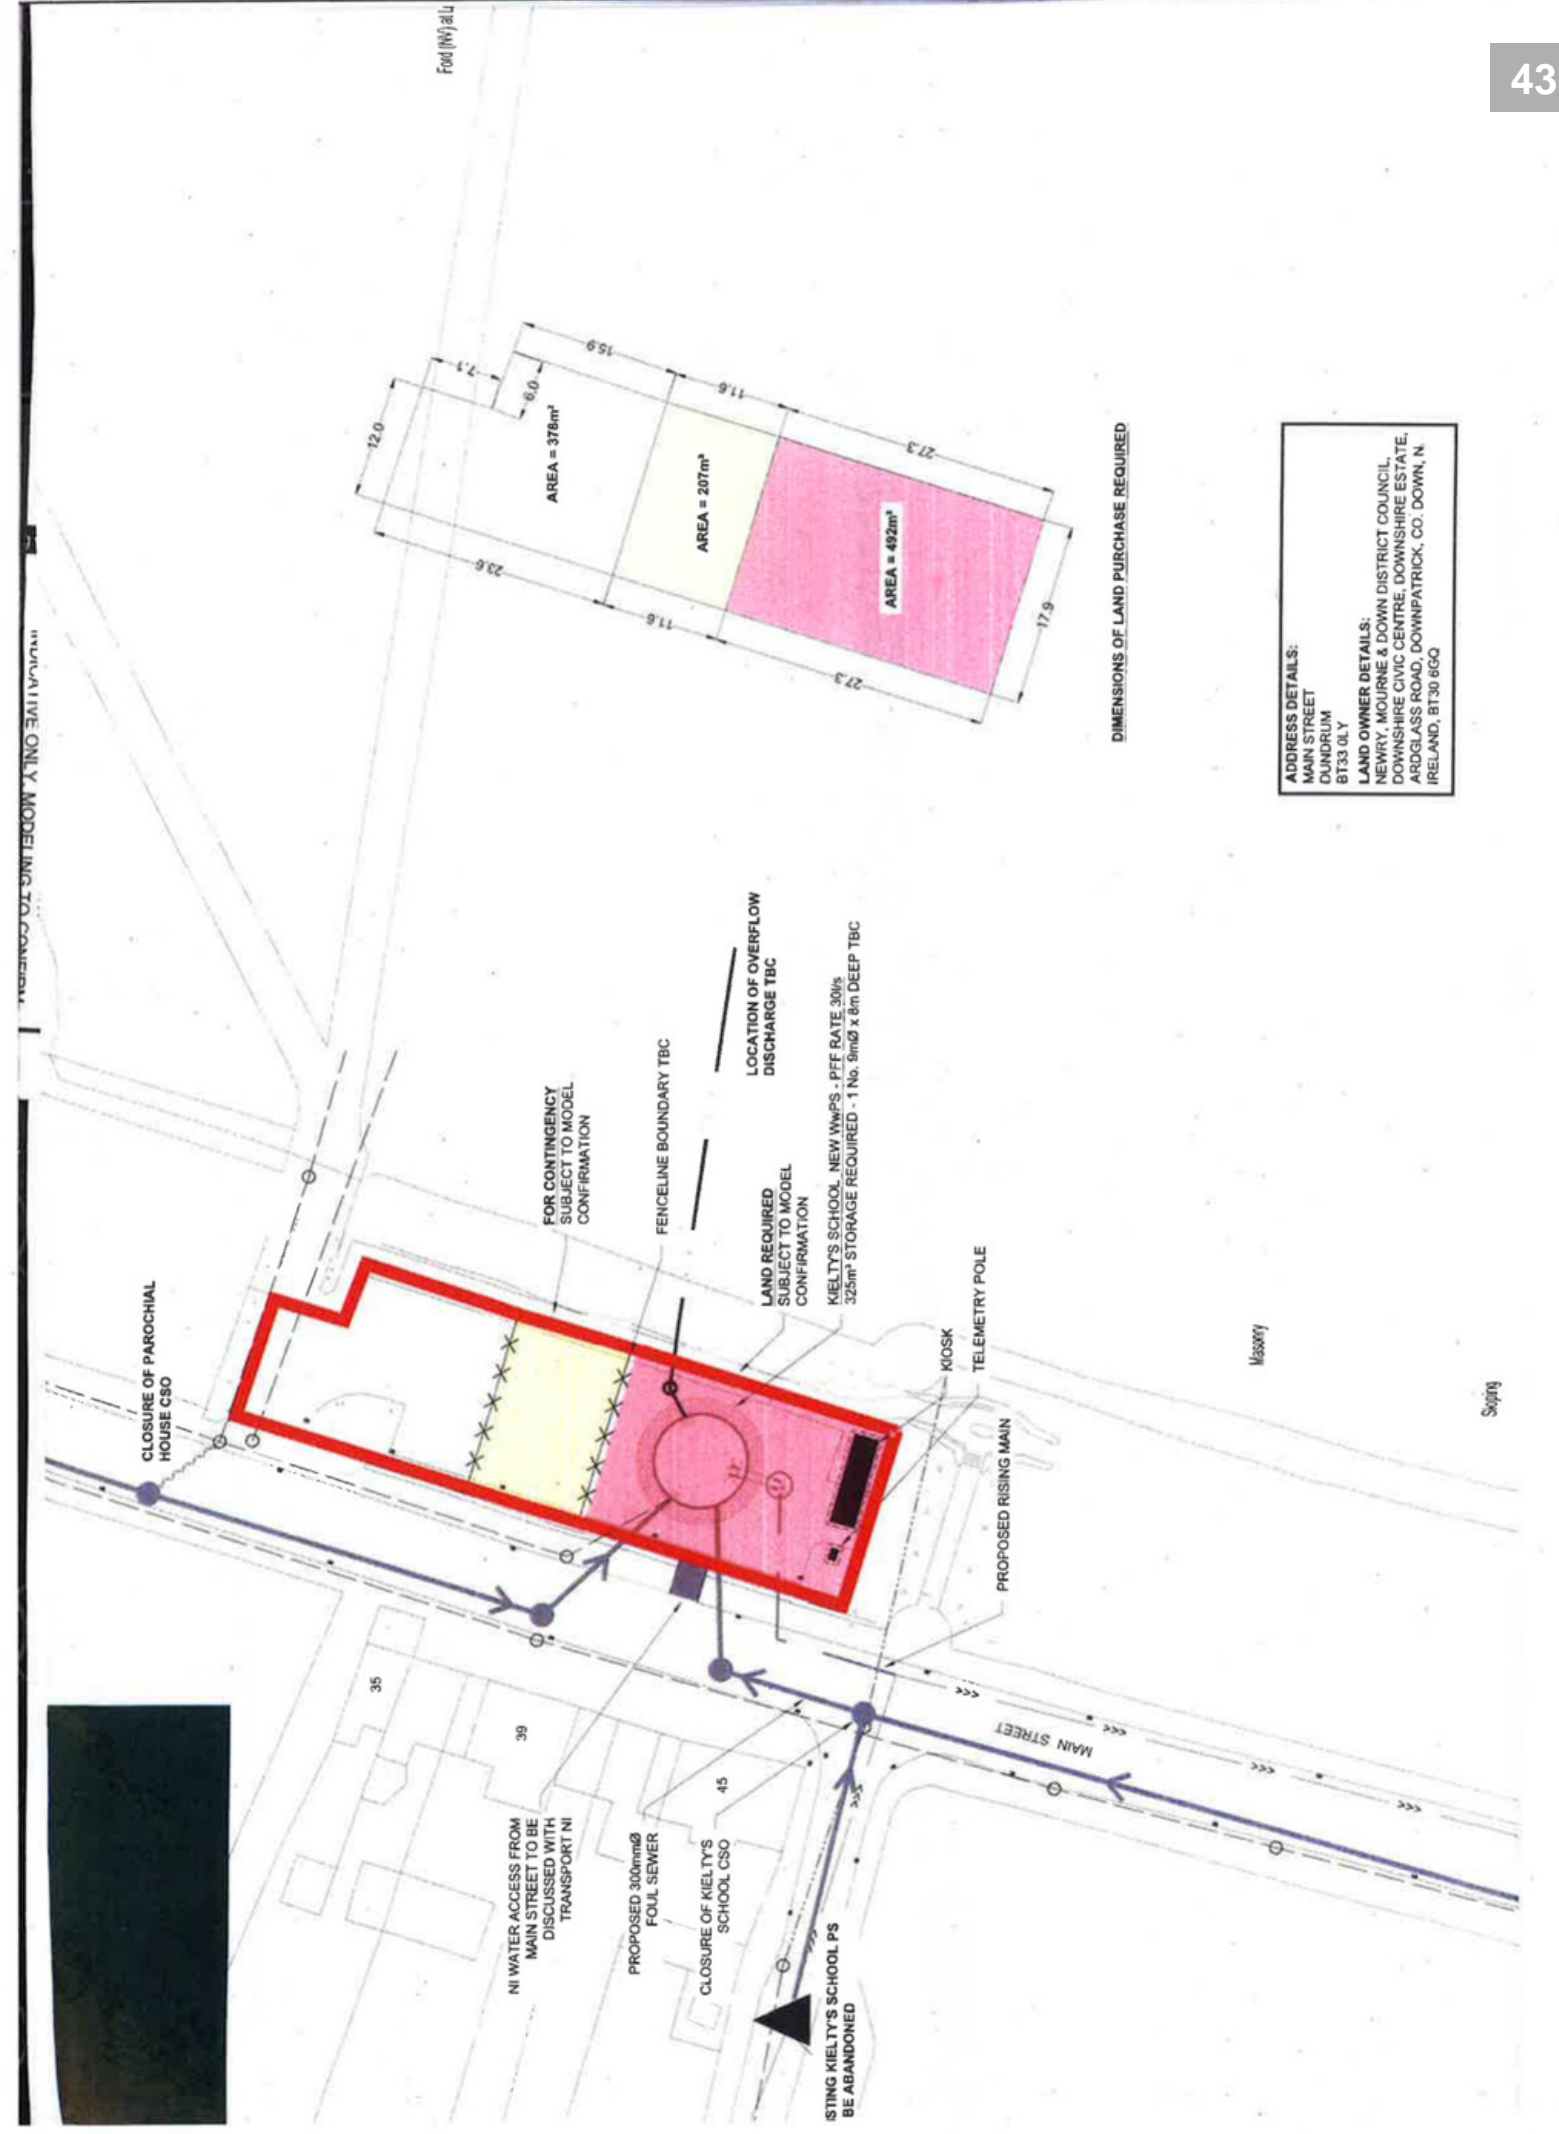 43
Ford (NW) at
INDICATIVE ONLY, MODELING TO CONFIRM
CLOSURE OF PAROCHIAL
HOUSE CSO
FOR CONTINGENCY
SUBJECT TO MODEL
CONFIRMATION
FENCELINE BOUNDARY TBC
LOCATION OF OVERFLOW
DISCHARGE TBC
LAND REQUIRED
SUBJECT TO MODEL
CONFIRMATION
KIELTY'S SCHOOL NEW WwPS - PFF RATE 30l/s
325m³ STORAGE REQUIRED - 1 No. 9mØ x 8m DEEP TBC
KIOSK
TELEMETRY POLE
PROPOSED RISING MAIN
Masonry
Sloping
35
39
45
MAIN STREET
NI WATER ACCESS FROM
MAIN STREET TO BE
DISCUSSED WITH
TRANSPORT NI
PROPOSED 300mmØ
FOUL SEWER
CLOSURE OF KIELTY'S
SCHOOL CSO
ISTING KIELTY'S SCHOOL PS
BE ABANDONED
12.0
7.1
6.0
15.9
11.6
27.3
23.6
11.6
27.3
17.9
AREA = 378m²
AREA = 207m²
AREA = 492m²
DIMENSIONS OF LAND PURCHASE REQUIRED
ADDRESS DETAILS:
MAIN STREET
DUNDRUM
BT33 0LY
LAND OWNER DETAILS:
NEWRY, MOURNE & DOWN DISTRICT COUNCIL,
DOWNSHIRE CIVIC CENTRE, DOWNSHIRE ESTATE,
ARDGLASS ROAD, DOWNPATRICK, CO. DOWN, N.
IRELAND, BT30 6GQ